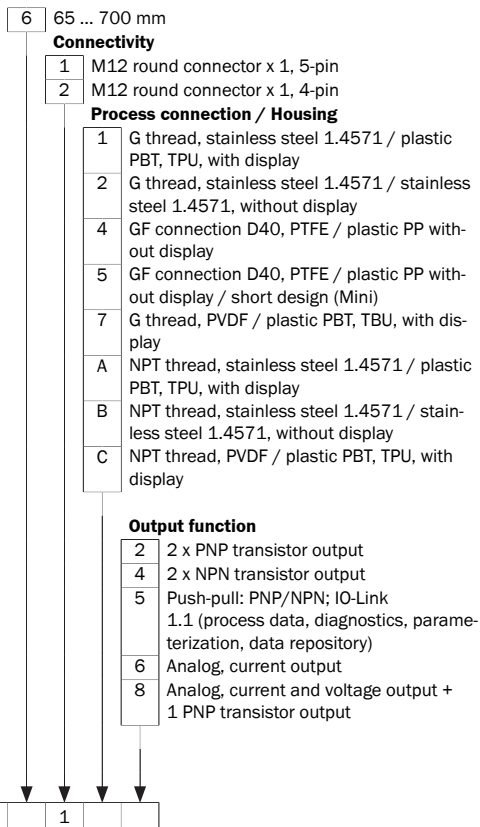 6 65 ... 700 mm
Connectivity
1 M12 round connector x 1, 5-pin
2 M12 round connector x 1, 4-pin
Process connection / Housing
1 G thread, stainless steel 1.4571 / plastic
PBT, TPU, with display
2 G thread, stainless steel 1.4571 / stainless
steel 1.4571, without display
4 GF connection D40, PTFE / plastic PP with-
out display
5 GF connection D40, PTFE / plastic PP with-
out display / short design (Mini)
7 G thread, PVDF / plastic PBT, TBU, with dis-
play
A NPT thread, stainless steel 1.4571 / plastic
PBT, TPU, with display
B NPT thread, stainless steel 1.4571 / stain-
less steel 1.4571, without display
C NPT thread, PVDF / plastic PBT, TPU, with
display
Output function
2 2 x PNP transistor output
4 2 x NPN transistor output
5 Push-pull: PNP/NPN; IO-Link
1.1 (process data, diagnostics, parame-
terization, data repository)
6 Analog, current output
8 Analog, current and voltage output +
1 PNP transistor output
1